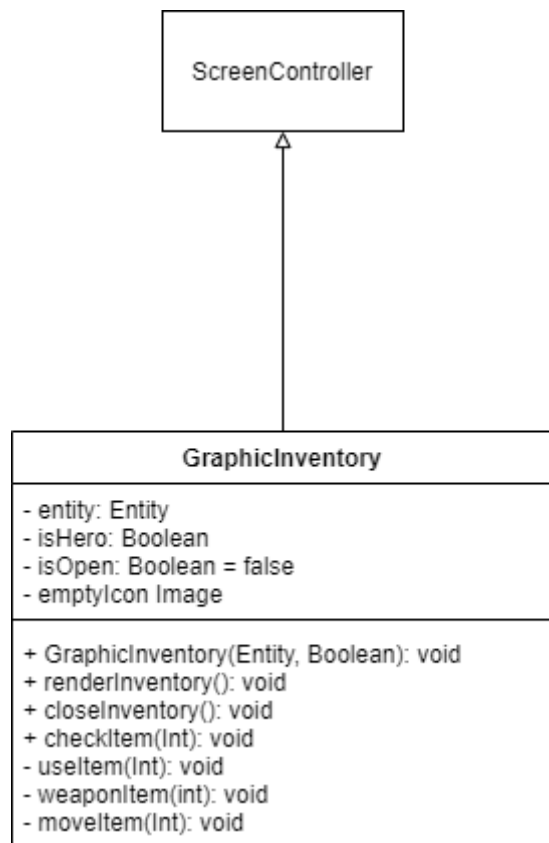 ScreenController
GraphicInventory
- entity: Entity
- isHero: Boolean
- isOpen: Boolean = false
- emptyIcon Image
+ GraphicInventory(Entity, Boolean): void
+ renderInventory(): void
+ closeInventory(): void
+ checkItem(Int): void
- useItem(Int): void
- weaponItem(int): void
- moveItem(Int): void